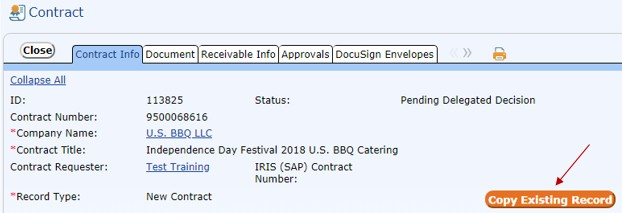 Contract
Close Contract Info Document Receivable Info Approvals DocuSign Envelopes
Collapse All
ID: 113825 Status: Pending Delegated Decision
Contract Number: 9500068616
*Company Name: U.S. BBQ LLC
*Contract Title: Independence Day Festival 2018 U.S. BBQ Catering
Contract Requester: Test Training IRIS (SAP) Contract
Number:
*Record Type: New Contract Copy Existing Record